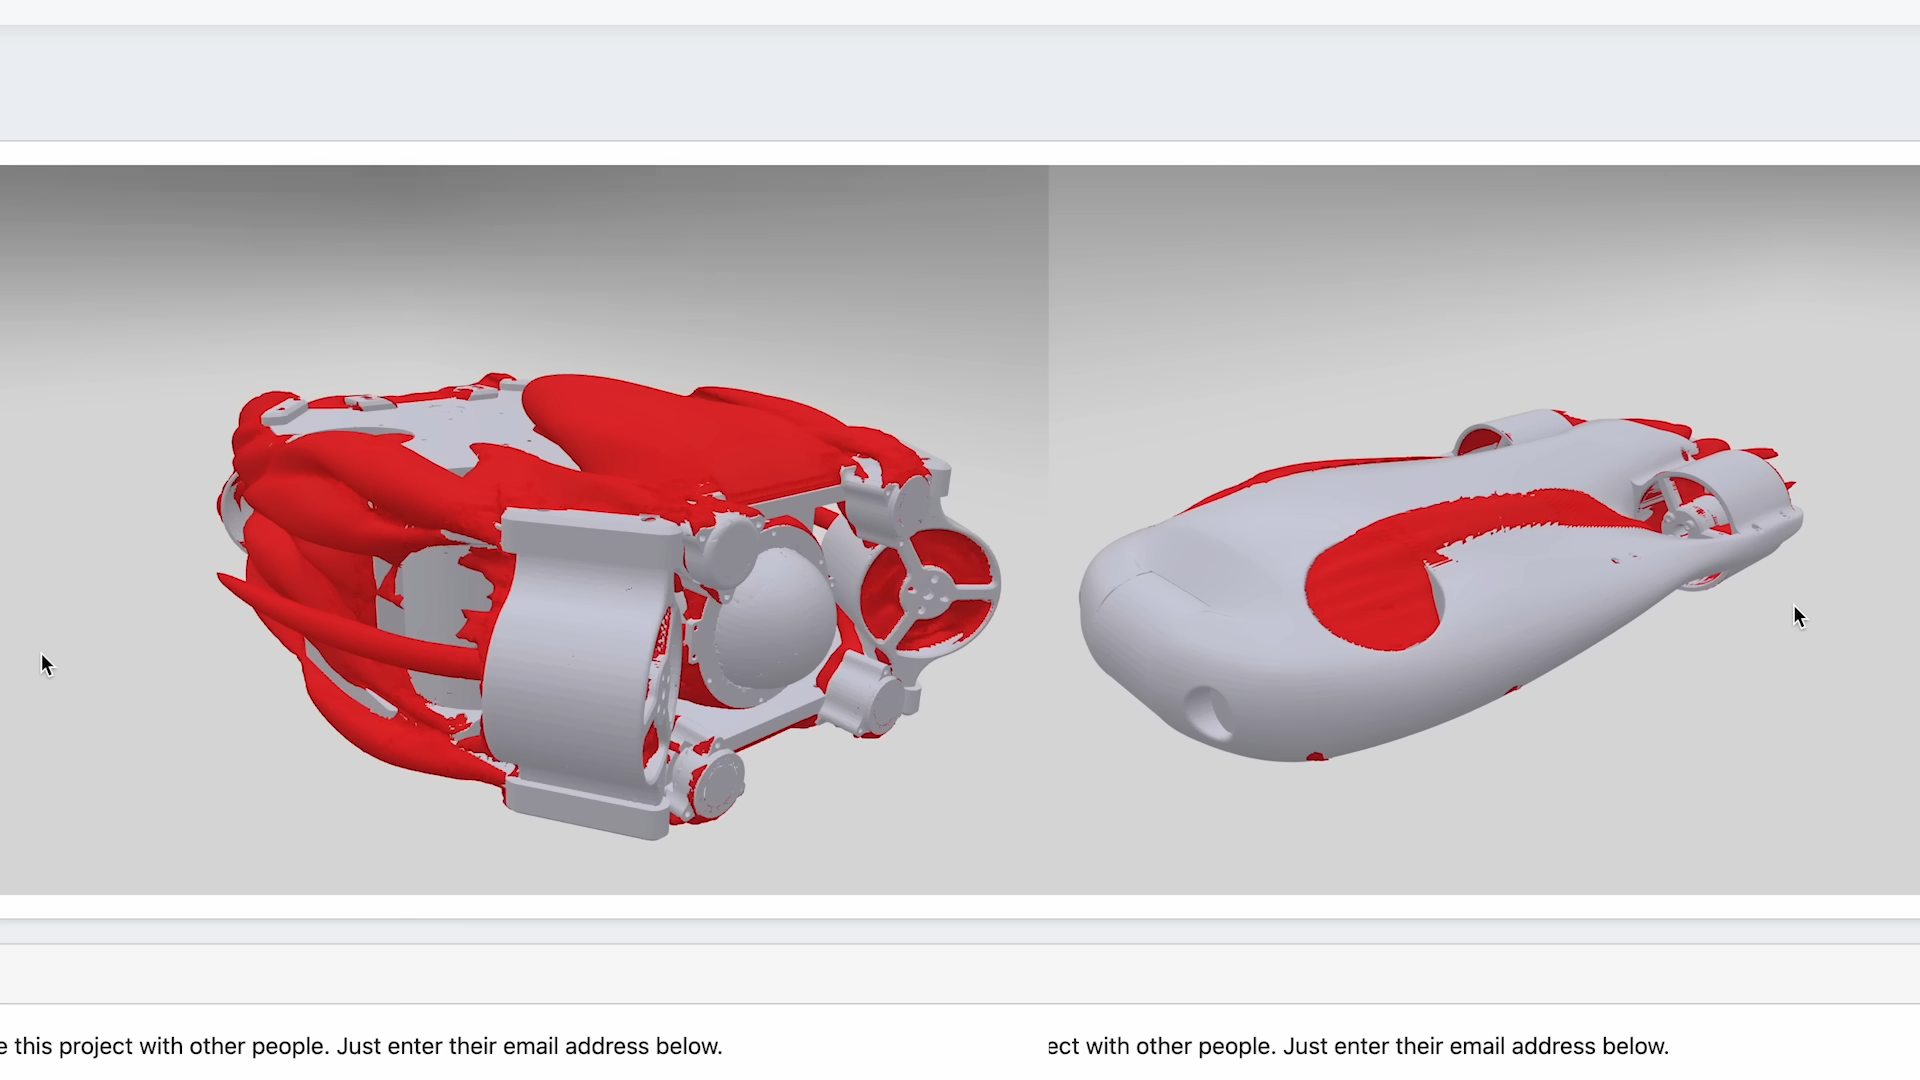 this project with other people. Just enter their email address below.
with other people. Just enter their email address below.